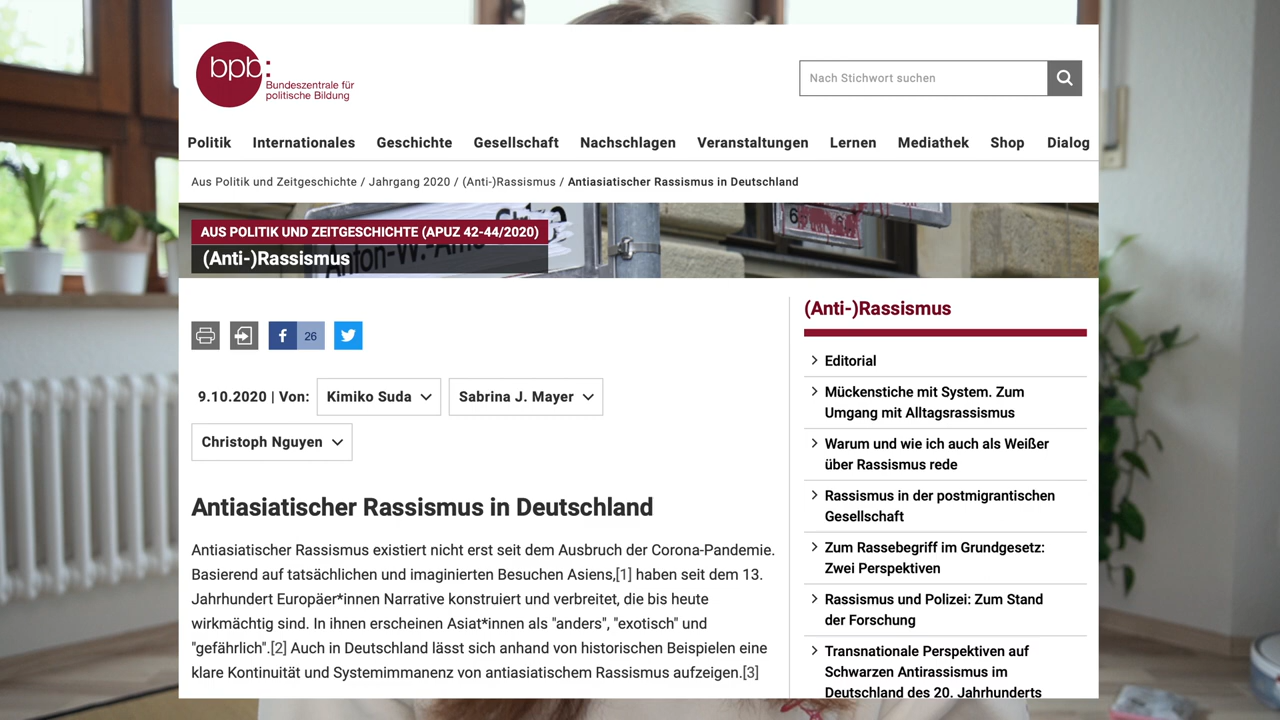 bpb:
Bundeszentrale für
politische Bildung
Nach Stichwort suchen
Politik Internationales Geschichte Gesellschaft Nachschlagen Veranstaltungen Lernen Mediathek Shop Dialog
Aus Politik und Zeitgeschichte / Jahrgang 2020 / (Anti-)Rassismus / Antiasiatischer Rassismus in Deutschland
AUS POLITIK UND ZEITGESCHICHTE (APUZ 42-44/2020)
(Anti-)Rassismus
26
9.10.2020 | Von: Kimiko Suda Sabrina J. Mayer
Christoph Nguyen
Antiasiatischer Rassismus in Deutschland
Antiasiatischer Rassismus existiert nicht erst seit dem Ausbruch der Corona-Pandemie.
Basierend auf tatsächlichen und imaginierten Besuchen Asiens,[1] haben seit dem 13.
Jahrhundert Europäer*innen Narrative konstruiert und verbreitet, die bis heute
wirkmächtig sind. In ihnen erscheinen Asiat*innen als "anders", "exotisch" und
"gefährlich".[2] Auch in Deutschland lässt sich anhand von historischen Beispielen eine
klare Kontinuität und Systemimmanenz von antiasiatischem Rassismus aufzeigen.[3]
(Anti-)Rassismus
Editorial
Mückenstiche mit System. Zum
Umgang mit Alltagsrassismus
Warum und wie ich auch als Weißer
über Rassismus rede
Rassismus in der postmigrantischen
Gesellschaft
Zum Rassebegriff im Grundgesetz:
Zwei Perspektiven
Rassismus und Polizei: Zum Stand
der Forschung
Transnationale Perspektiven auf
Schwarzen Antirassismus im
Deutschland des 20. Jahrhunderts